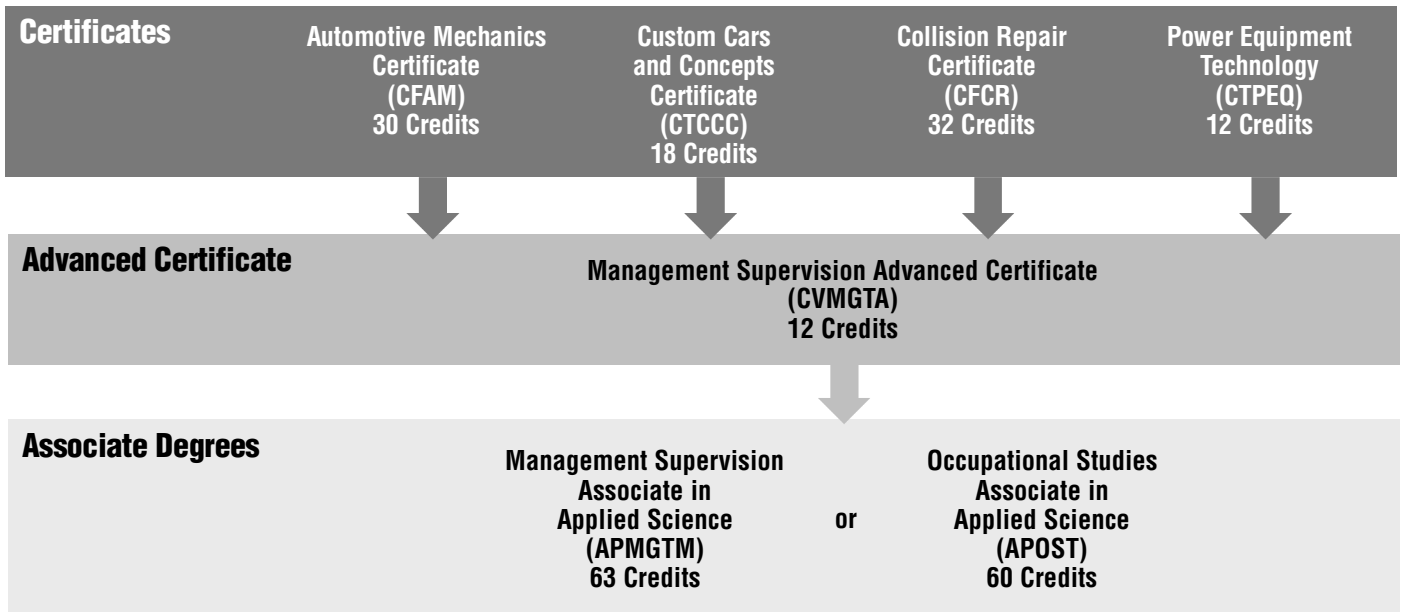 Certificates
Automotive Mechanics
Certificate
(CFAM)
30 Credits
Custom Cars
and Concepts
Certificate
(CTCCC)
18 Credits
Collision Repair
Certificate
(CFCR)
32 Credits
Power Equipment
Technology
(CTPEQ)
12 Credits
Advanced Certificate
Management Supervision Advanced Certificate
(CVMGTA)
12 Credits
Associate Degrees
Management Supervision
Associate in
Applied Science
(APMGTM)
63 Credits
or
Occupational Studies
Associate in
Applied Science
(APOST)
60 Credits